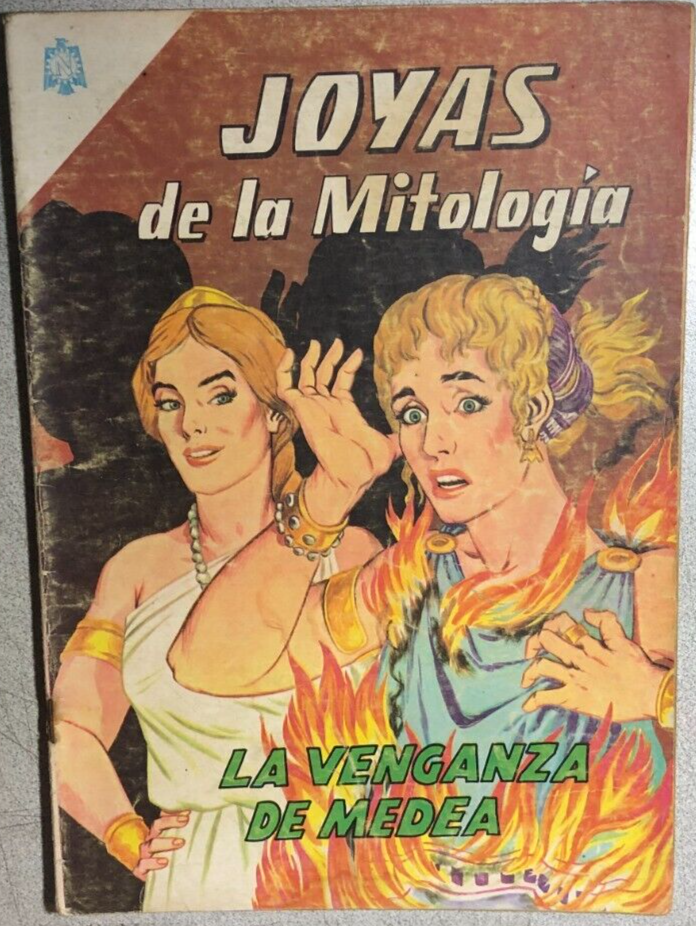 N
JOYAS
de la Mitología
LA VENGANZA
DE MEDEA